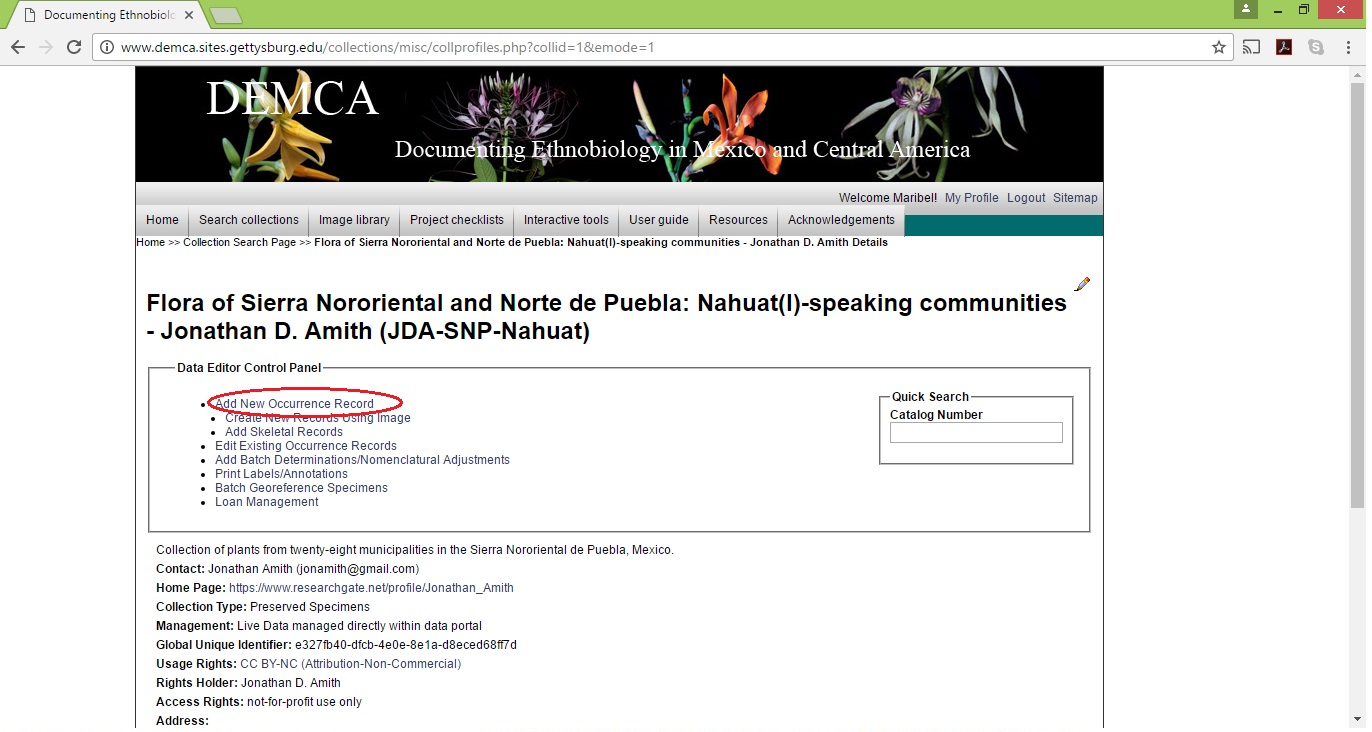 Documenting Ethnobiolo
www.demca.sites.gettysburg.edu/collections/misc/collprofiles.php?collid=1&emode=1
DEMCA
Documenting Ethnobiology in Mexico and Central America
Welcome Maribel! My Profile Logout Sitemap
Home Search collections Image library Project checklists Interactive tools User guide Resources Acknowledgements
Home >> Collection Search Page >> Flora of Sierra Nororiental and Norte de Puebla: Nahuat(l)-speaking communities - Jonathan D. Amith Details
Flora of Sierra Nororiental and Norte de Puebla: Nahuat(l)-speaking communities
- Jonathan D. Amith (JDA-SNP-Nahuat)
Data Editor Control Panel
Add New Occurrence Record
Create New Records Using Image
Add Skeletal Records
Edit Existing Occurrence Records
Add Batch Determinations/Nomenclatural Adjustments
Print Labels/Annotations
Batch Georeference Specimens
Loan Management
Quick Search
Catalog Number
Collection of plants from twenty-eight municipalities in the Sierra Nororiental de Puebla, Mexico.
Contact: Jonathan Amith (jonamith@gmail.com)
Home Page: https://www.researchgate.net/profile/Jonathan_Amith
Collection Type: Preserved Specimens
Management: Live Data managed directly within data portal
Global Unique Identifier: e327fb40-dfcb-4e0e-8e1a-d8eced68ff7d
Usage Rights: CC BY-NC (Attribution-Non-Commercial)
Rights Holder: Jonathan D. Amith
Access Rights: not-for-profit use only
Address: